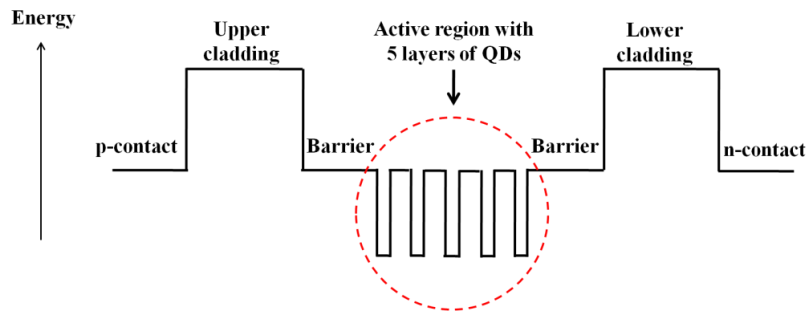 Energy
Upper
cladding
Active region with
5 layers of QDs
Lower
cladding
p-contact
Barrier
Barrier
n-contact